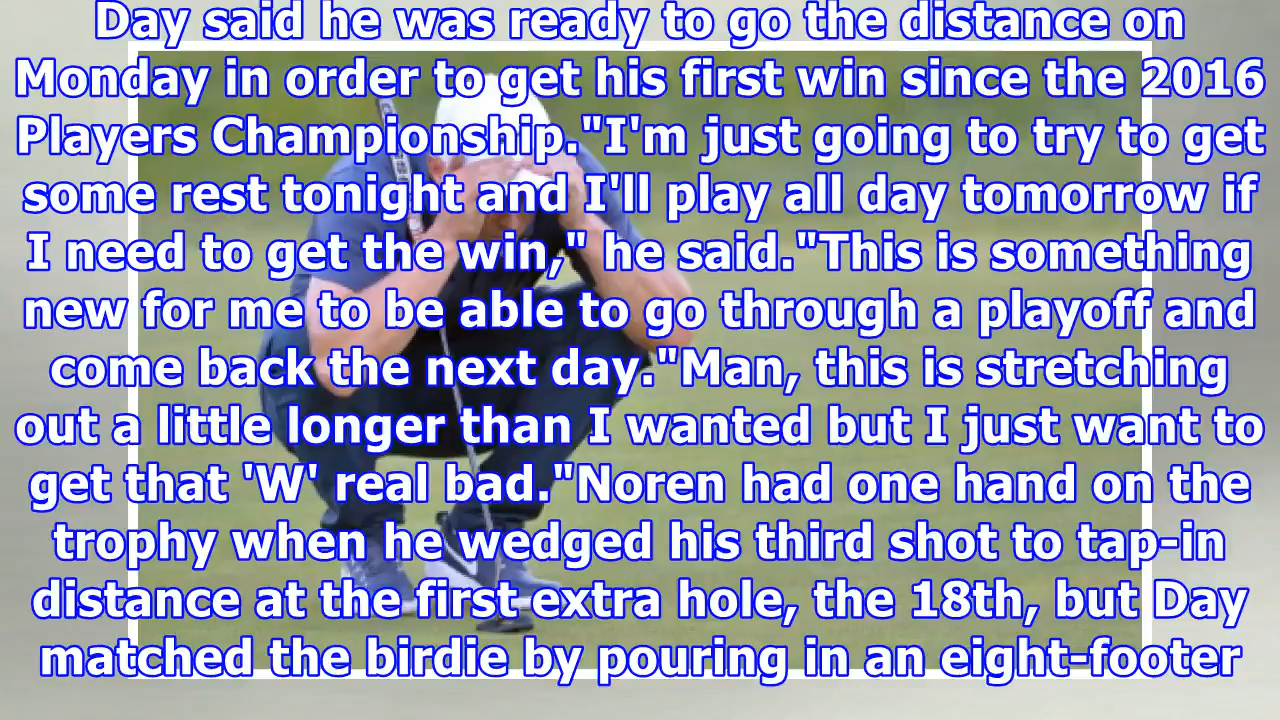 Day said he was ready to go the distance on
Monday in order to get his first win since the 2016
Players Championship."I'm just going to try to get
some rest tonight and I'll play all day tomorrow if
I need to get the win," he said."This is something
new for me to be able to go through a playoff and
come back the next day."Man, this is stretching
out a little longer than I wanted but I just want to
get that 'W' real bad."Noren had one hand on the
trophy when he wedged his third shot to tap-in
distance at the first extra hole, the 18th, but Day
matched the birdie by pouring in an eight-footer